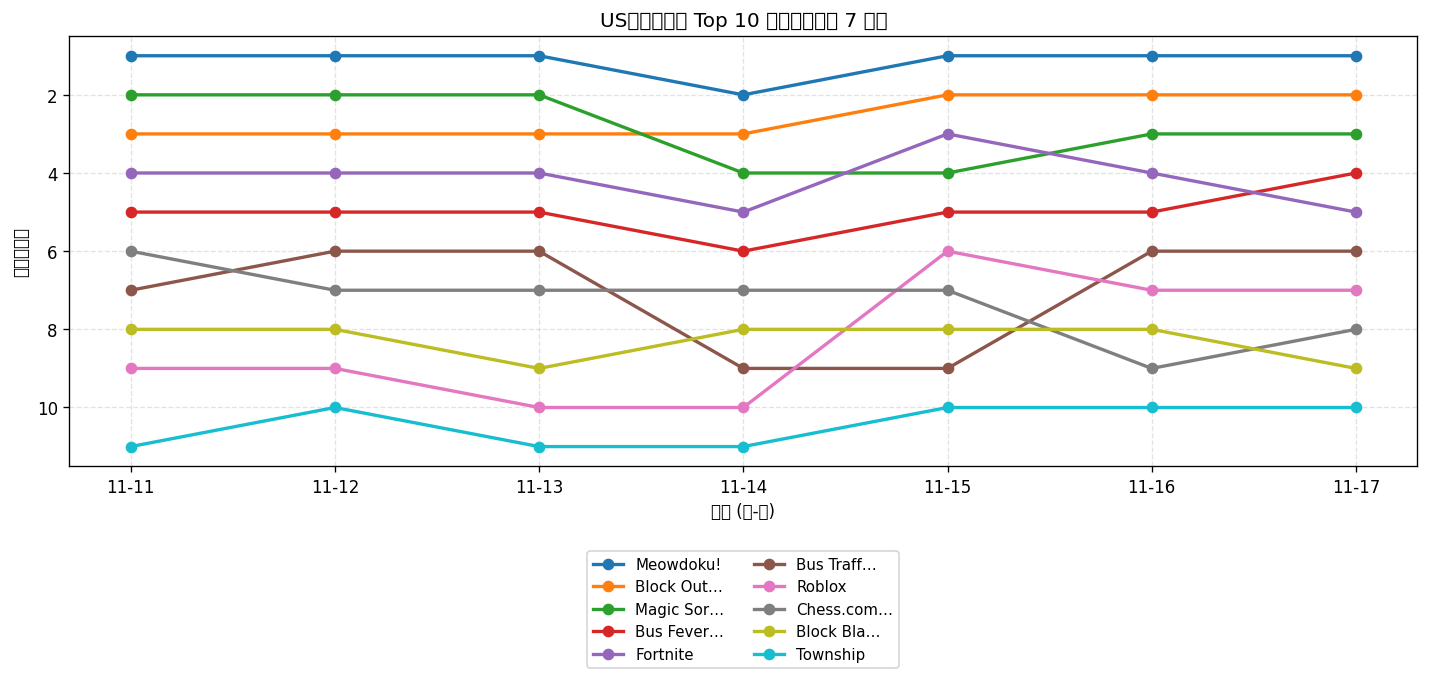 US Top 10 7
2
4
6
8
10
11-11
11-12
11-13
11-14
11-15
11-16
11-17
( - )
Meowdoku!
Block Out...
Magic Sor...
Bus Fever...
Fortnite
Bus Traff...
Roblox
Chess.com...
Block Bla...
Township